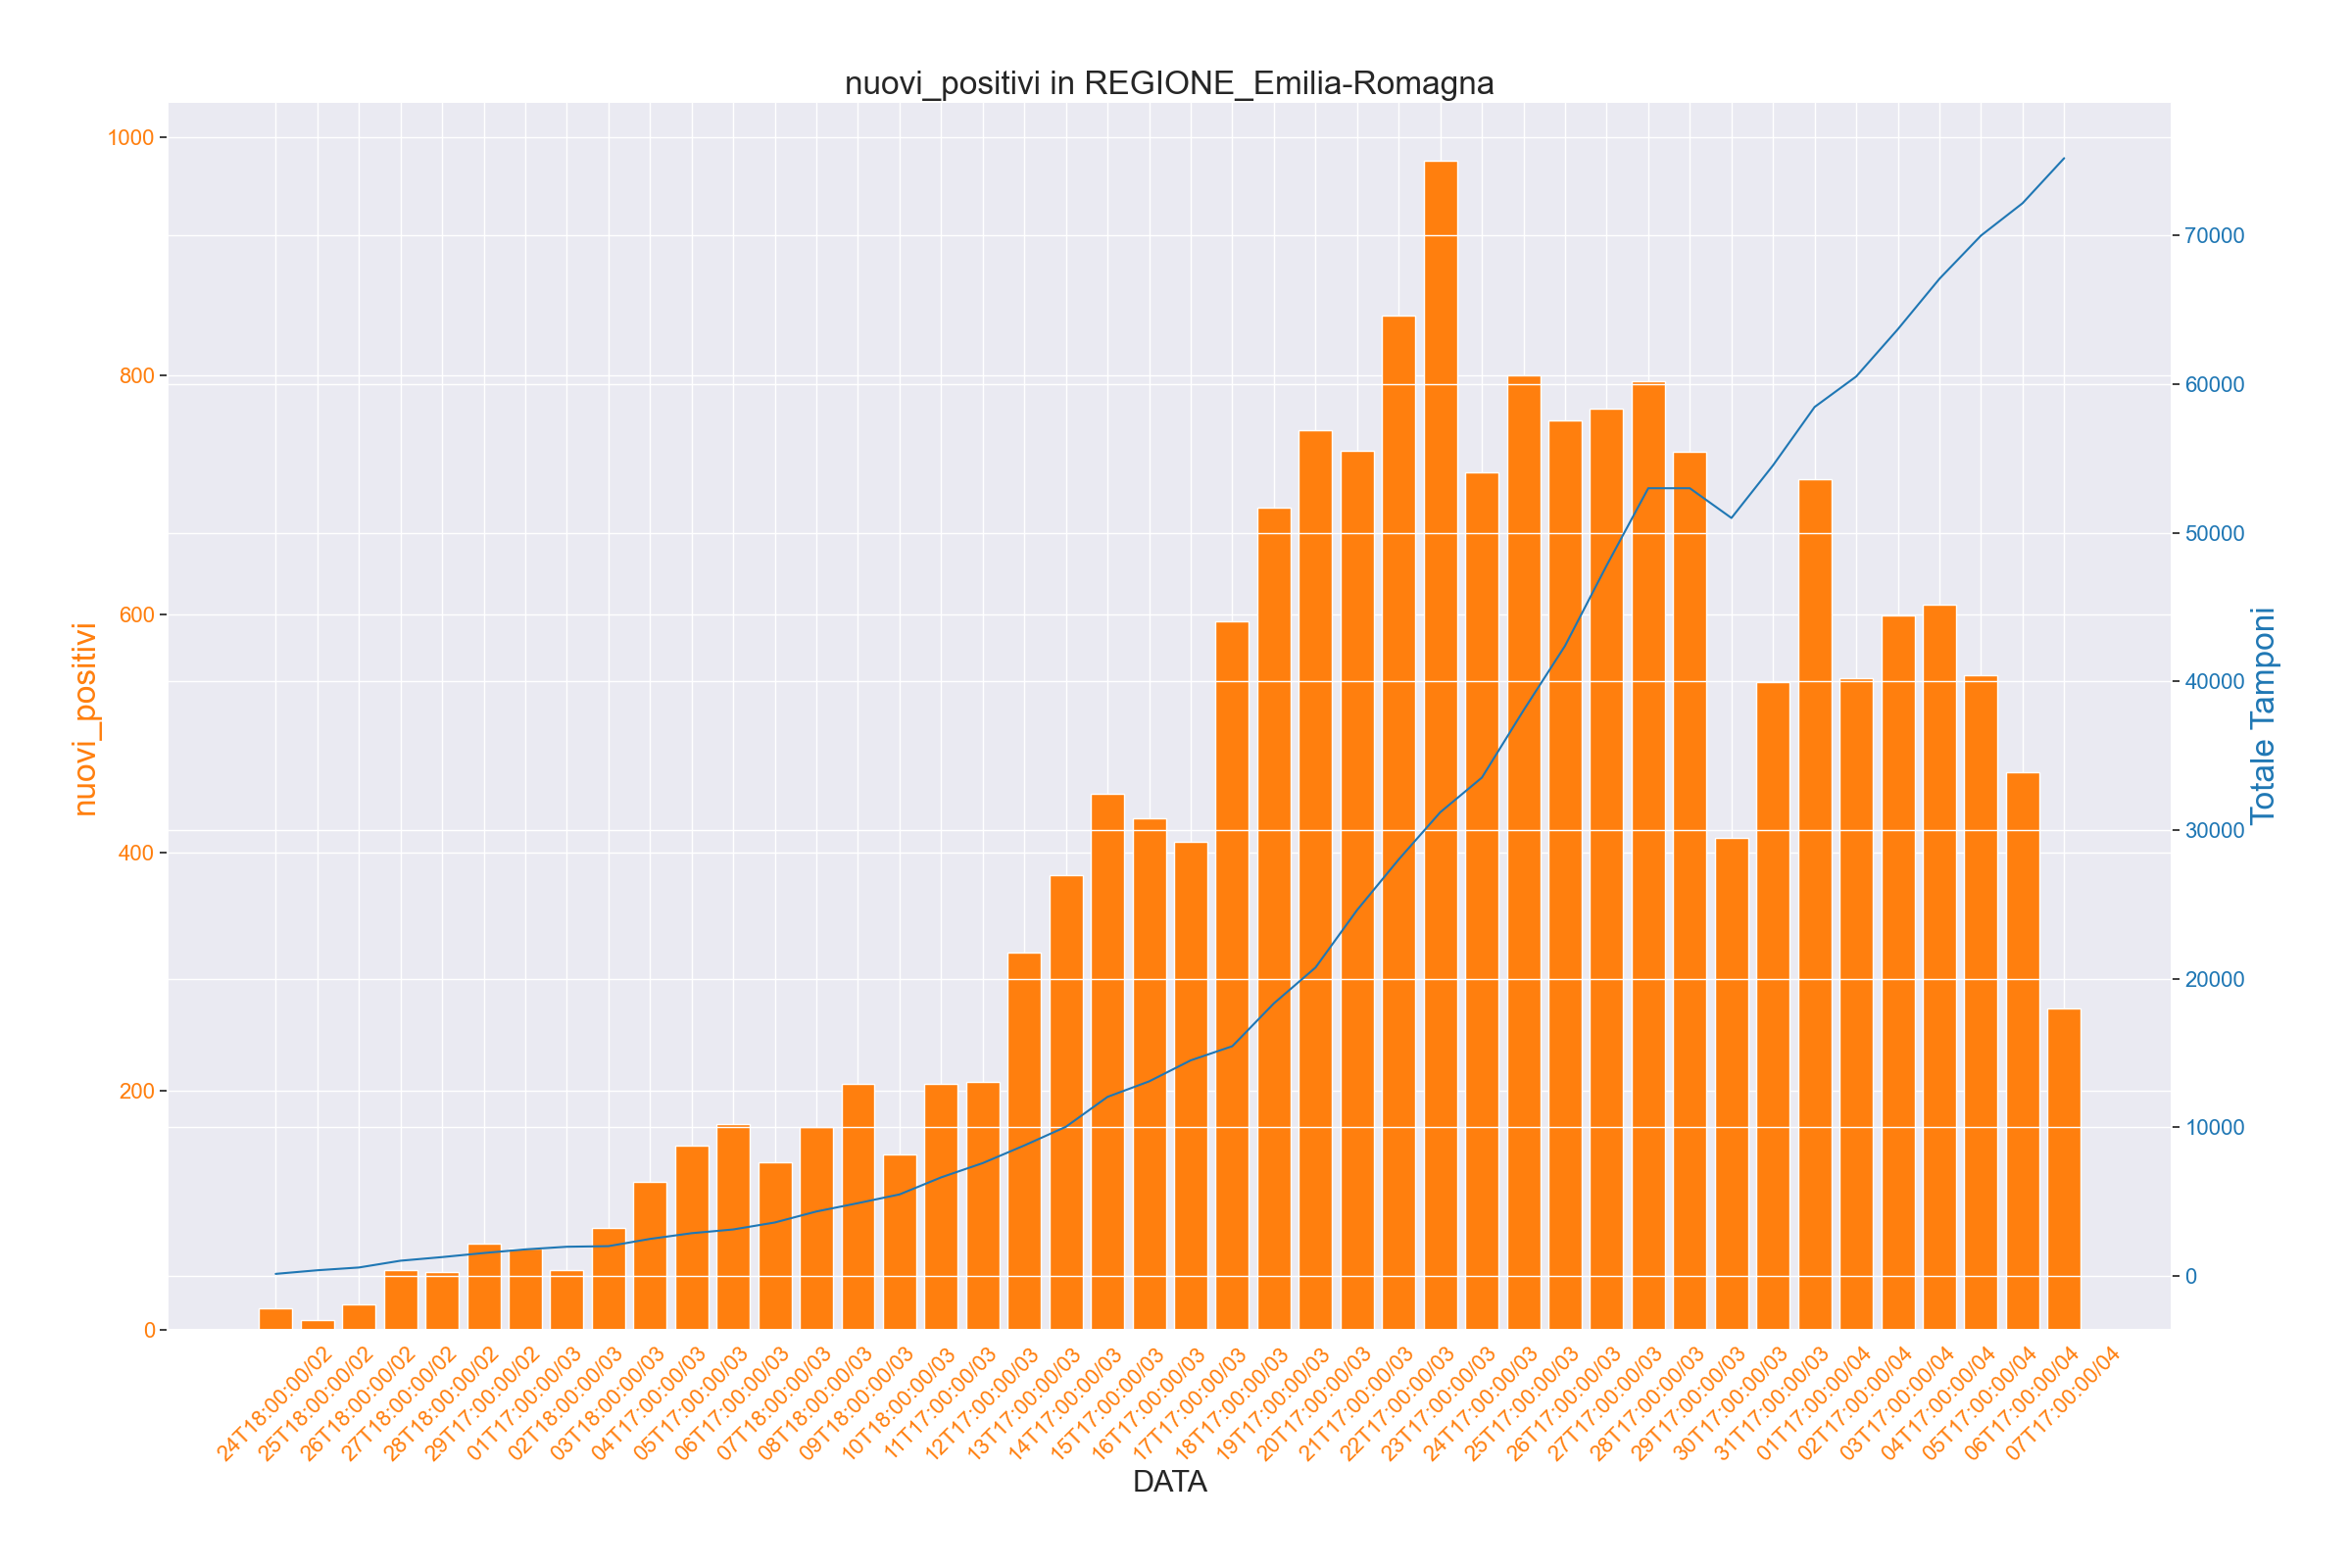 nuovi_positivi in REGIONE_Emilia-Romagna
1000
800
600
400
200
0
nuovi_positivi
70000
60000
50000
40000
30000
20000
10000
0
Totale Tamponi
24T18:00:00/02
25T18:00:00/02
26T18:00:00/02
27T18:00:00/02
28T18:00:00/02
29T17:00:00/02
01T17:00:00/03
02T18:00:00/03
03T18:00:00/03
04T17:00:00/03
05T17:00:00/03
06T17:00:00/03
07T18:00:00/03
08T18:00:00/03
09T18:00:00/03
10T18:00:00/03
11T17:00:00/03
12T17:00:00/03
13T17:00:00/03
14T17:00:00/03
15T17:00:00/03
16T17:00:00/03
17T17:00:00/03
18T17:00:00/03
19T17:00:00/03
20T17:00:00/03
21T17:00:00/03
22T17:00:00/03
23T17:00:00/03
24T17:00:00/03
25T17:00:00/03
26T17:00:00/03
27T17:00:00/03
28T17:00:00/03
29T17:00:00/03
30T17:00:00/03
31T17:00:00/03
01T17:00:00/04
02T17:00:00/04
03T17:00:00/04
04T17:00:00/04
05T17:00:00/04
06T17:00:00/04
07T17:00:00/04
DATA